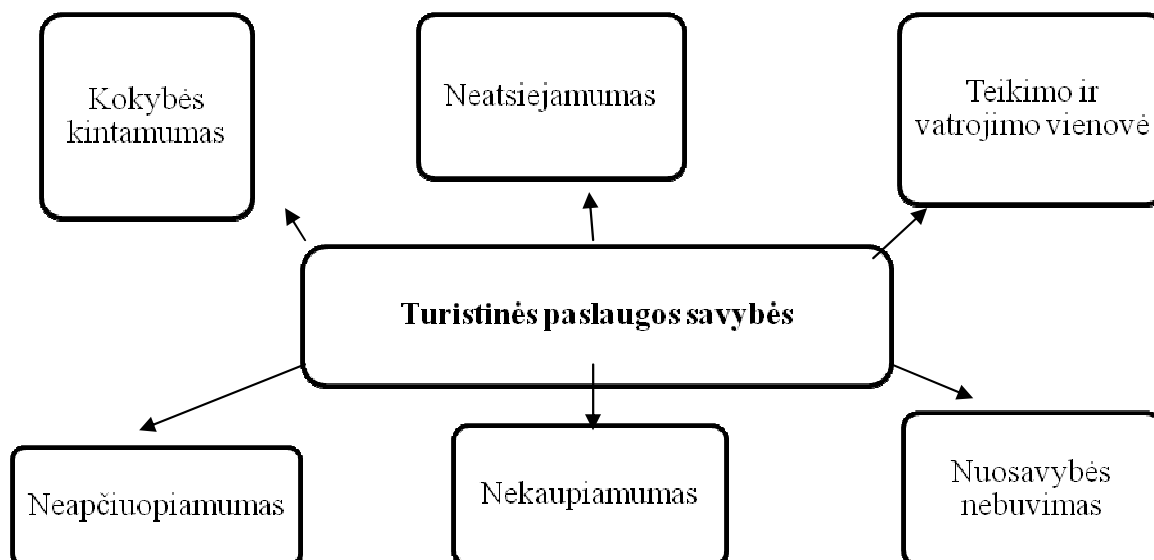 Kokybės
kintamumas
Neatsiejamumas
Teikimo ir
vatrojimo vienovė
Turistinės paslaugos savybės
Neapčiuopiamumas
Nekaupiamumas
Nuosavybės
nebuvimas